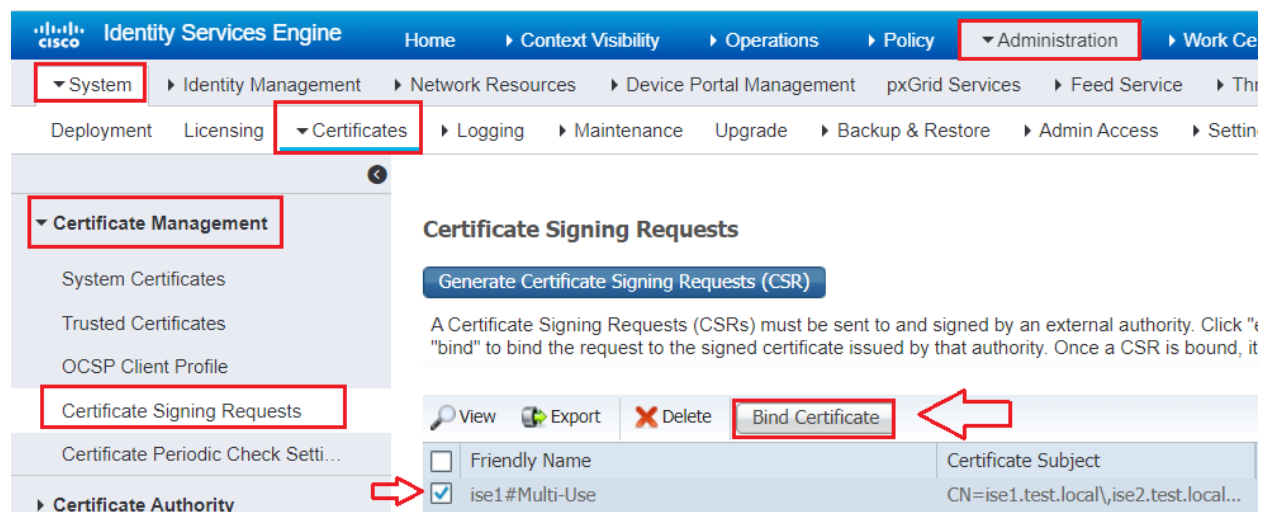 cisco Identity Services Engine Home Context Visibility Operations Policy Administration Work Ce
System Identity Management Network Resources Device Portal Management pxGrid Services Feed Service Thr
Deployment Licensing Certificates Logging Maintenance Upgrade Backup & Restore Admin Access Settin
Certificate Management
System Certificates
Trusted Certificates
OCSP Client Profile
Certificate Signing Requests
Certificate Periodic Check Setti...
Certificate Authority
Certificate Signing Requests
Generate Certificate Signing Requests (CSR)
A Certificate Signing Requests (CSRs) must be sent to and signed by an external authority. Click "e
"bind" to bind the request to the signed certificate issued by that authority. Once a CSR is bound, it
View Export Delete Bind Certificate
Friendly Name Certificate Subject
ise1#Multi-Use CN=ise1.test.local\,ise2.test.local...